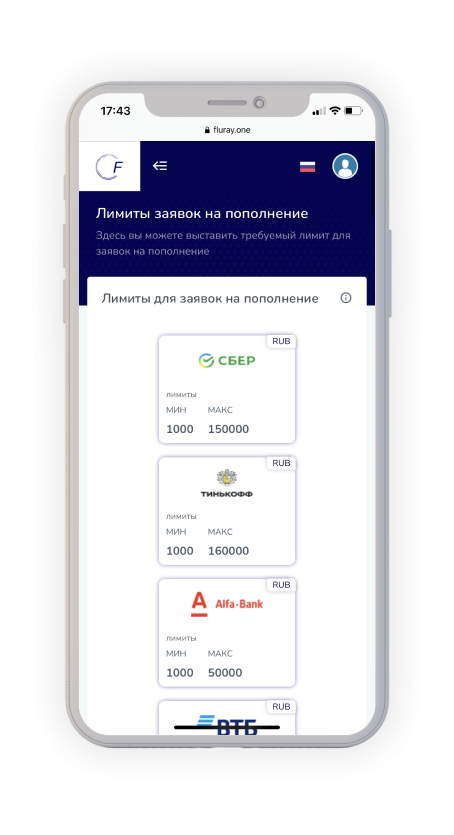 17:43
fluray.one
F
Лимиты заявок на пополнение
Здесь вы можете выставить требуемый лимит для
заявок на пополнение
Лимиты для заявок на пополнение
RUB
СБЕР
лимиты
МИН МАКС
1000 150000
RUB
ТИНЬКОФФ
лимиты
МИН МАКС
1000 160000
RUB
A Alfa·Bank
лимиты
МИН МАКС
1000 50000
RUB
ВТБ